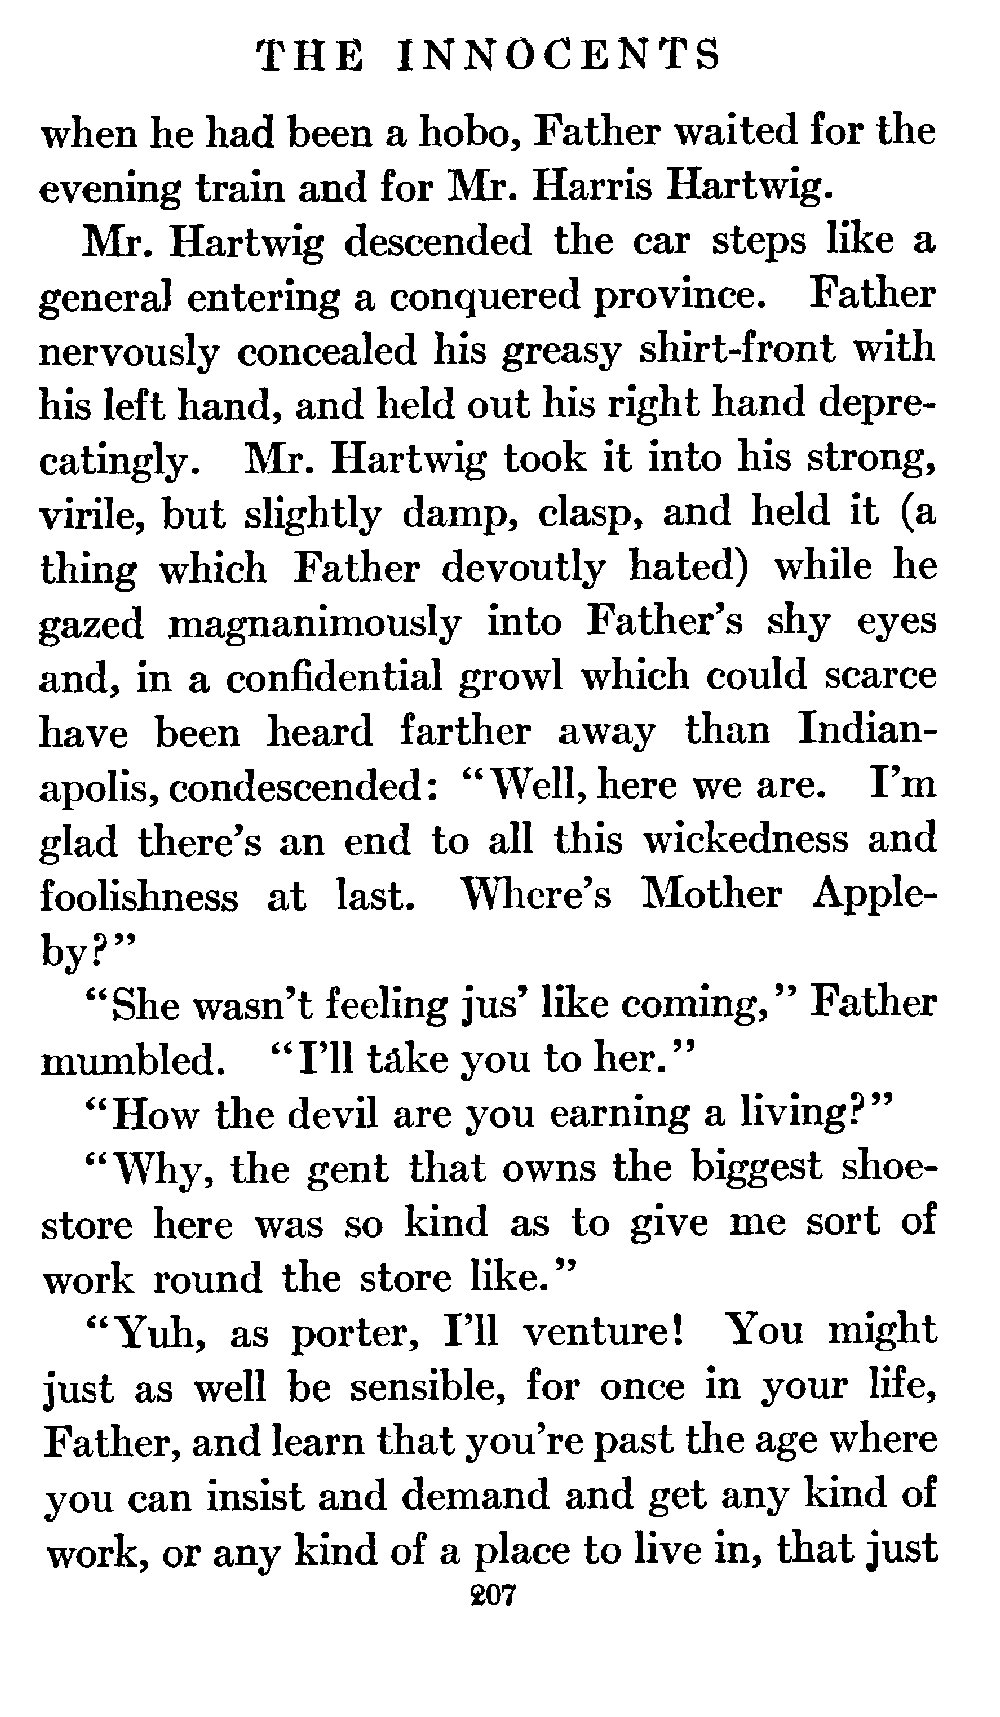 THE INNOCENTS
when he had been a hobo, Father waited for the
evening train and for Mr. Harris Hartwig.
Mr. Hartwig descended the car steps like a
general entering a conquered province. Father
nervously concealed his greasy shirt-front with
his left hand, and held out his right hand depre-
catingly. Mr. Hartwig took it into his strong,
virile, but slightly damp, clasp, and held it (a
thing which Father devoutly hated) while he
gazed magnanimously into Father's shy eyes
and, in a confidential growl which could scarce
have been heard farther away than Indian-
apolis, condescended: "Well, here we are. I'm
glad there's an end to all this wickedness and
foolishness at last. Where's Mother Apple-
by?"
"She wasn't feeling jus' like coming," Father
mumbled. "I'll take you to her."
"How the devil are you earning a living?"
"Why, the gent that owns the biggest shoe-
store here was so kind as to give me sort of
work round the store like."
"Yuh, as porter, I'll venture! You might
just as well be sensible, for once in your life,
Father, and learn that you're past the age where
you can insist and demand and get any kind of
work, or any kind of a place to live in, that just
207